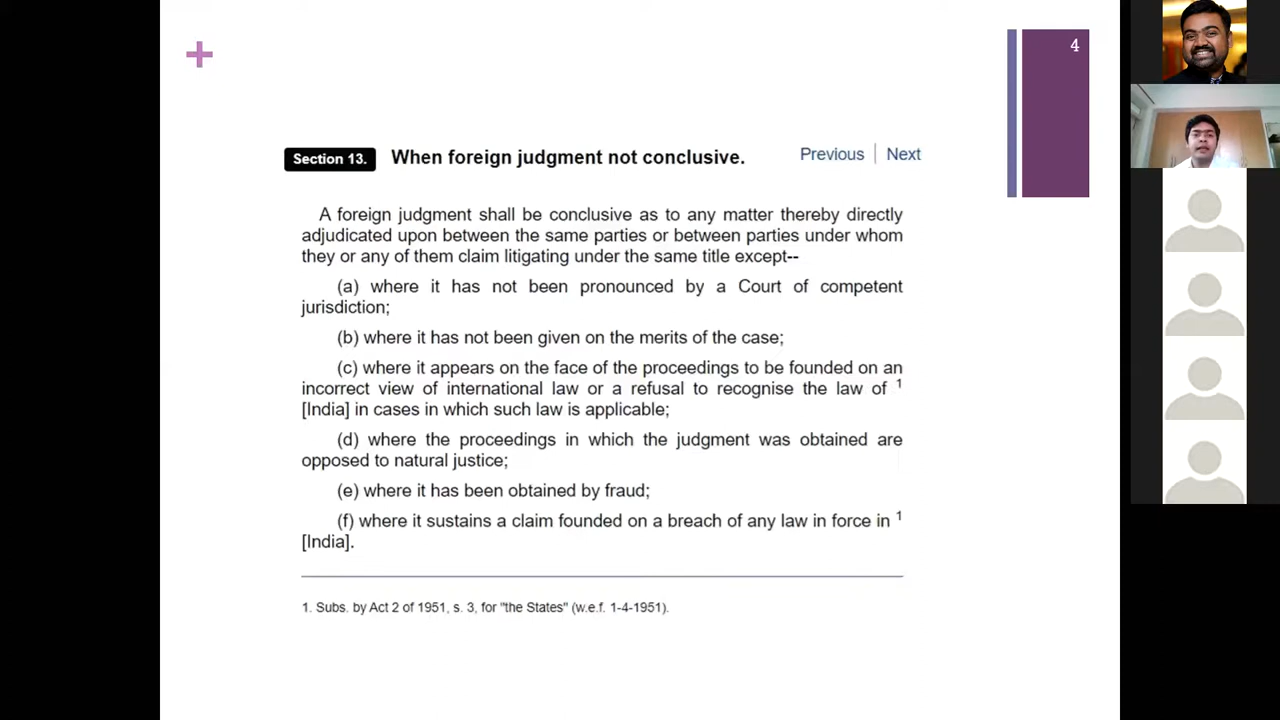 4
Section 13. When foreign judgment not conclusive. Previous Next
A foreign judgment shall be conclusive as to any matter thereby directly
adjudicated upon between the same parties or between parties under whom
they or any of them claim litigating under the same title except--
(a) where it has not been pronounced by a Court of competent
jurisdiction;
(b) where it has not been given on the merits of the case;
(c) where it appears on the face of the proceedings to be founded on an
incorrect view of international law or a refusal to recognise the law of 1
[India] in cases in which such law is applicable;
(d) where the proceedings in which the judgment was obtained are
opposed to natural justice;
(e) where it has been obtained by fraud;
(f) where it sustains a claim founded on a breach of any law in force in 1
[India].
1. Subs. by Act 2 of 1951, s. 3, for "the States" (w.e.f. 1-4-1951).